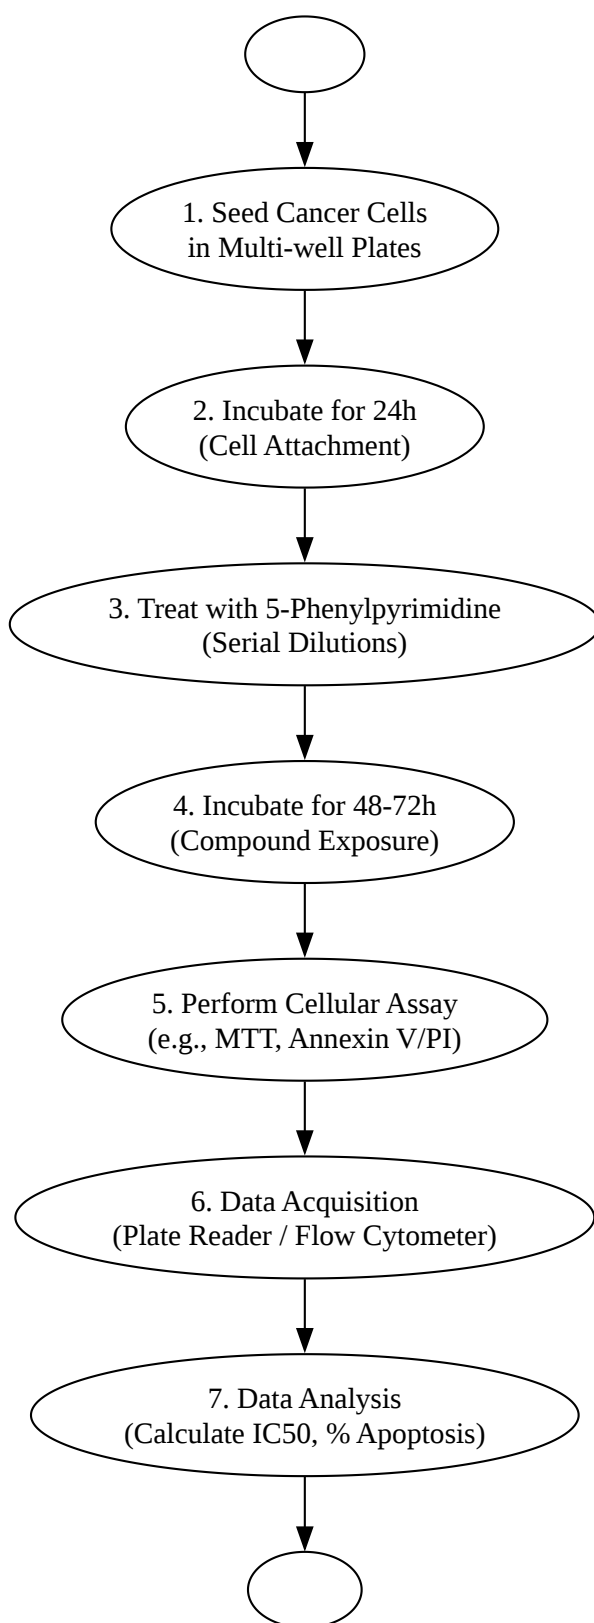 1. Seed Cancer Cells
in Multi-well Plates
2. Incubate for 24h
(Cell Attachment)
3. Treat with 5-Phenylpyrimidine
(Serial Dilutions)
4. Incubate for 48-72h
(Compound Exposure)
5. Perform Cellular Assay
(e.g., MTT, Annexin V/PI)
6. Data Acquisition
(Plate Reader / Flow Cytometer)
7. Data Analysis
(Calculate IC50, % Apoptosis)